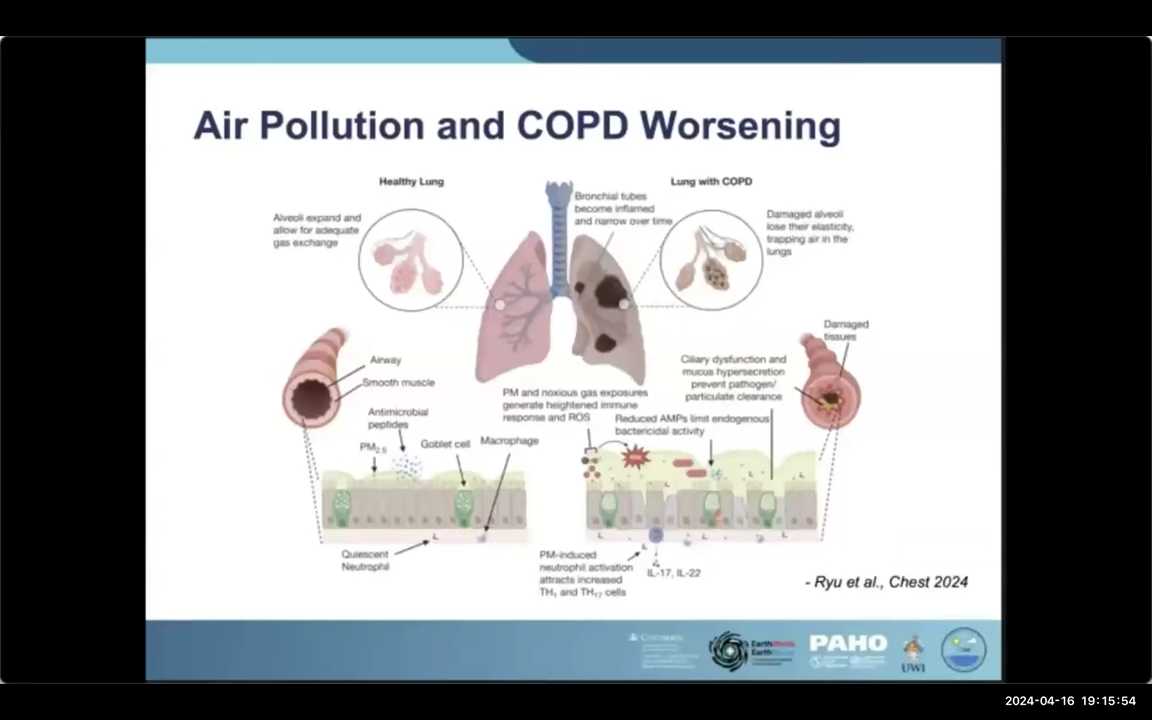 Air Pollution and COPD Worsening
Healthy Lung
Lung with COPD
Bronchial tubes
become inflamed
and narrow over time
Alveoli expand and
allow for adequate
gas exchange
Damaged alveoli
lose their elasticity,
trapping air in the
lungs
Damaged
tissues
Airway
Smooth muscle
Ciliary dysfunction and
mucus hypersecretion
prevent pathogen/
particulate clearance
PM and noxious gas exposures
generate heightened immune
response and ROS
Reduced AMPs limit endogenous
bactericidal activity
Antimicrobial
peptides
PM2.5
Goblet cell
Macrophage
Quiescent
Neutrophil
PM-induced
neutrophil activation
attracts increased
TH1 and TH17 cells
IL-17, IL-22
- Ryu et al., Chest 2024
COLUMBIA
EarthMedic
EarthNurse
PAHO
UWI
2024-04-16 19:15:54